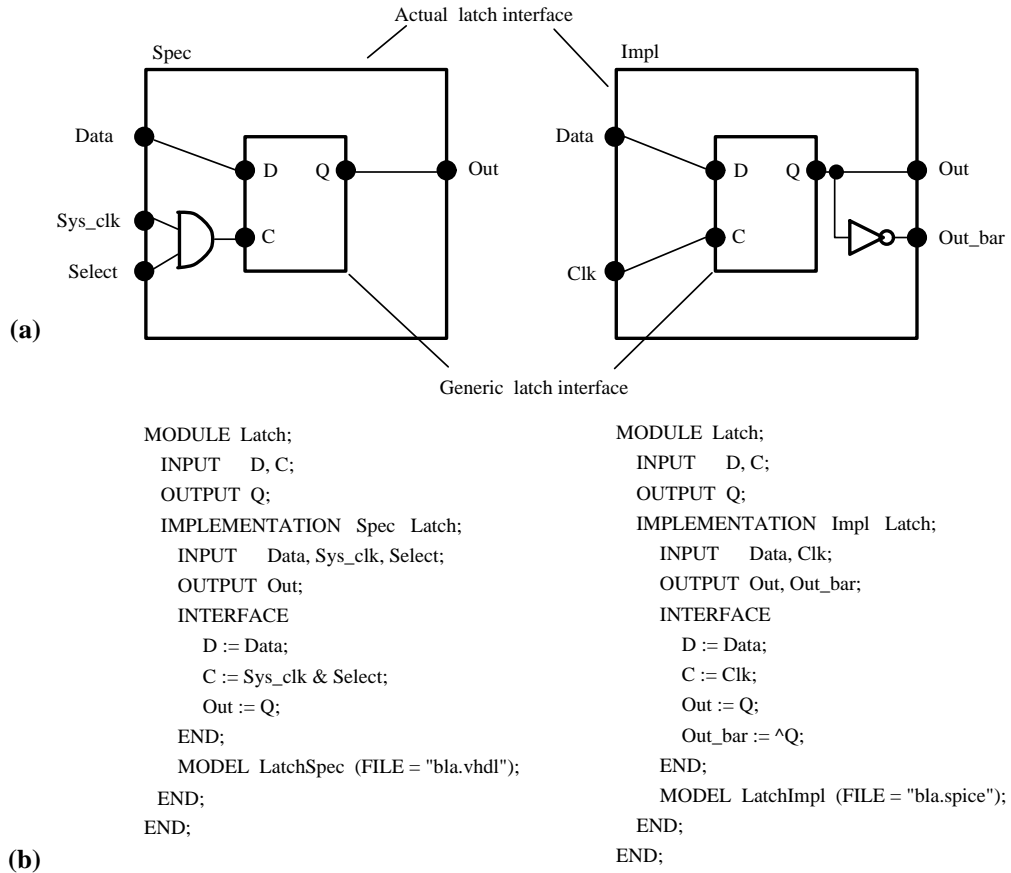 Actual latch interface
Spec
Impl
Data
D
Q
Out
Sys_clk
C
Select
Data
D
Q
Out
C
Out_bar
Clk
(a)
Generic latch interface
MODULE Latch;
INPUT D, C;
OUTPUT Q;
IMPLEMENTATION Spec Latch;
INPUT Data, Sys_clk, Select;
OUTPUT Out;
INTERFACE
D := Data;
C := Sys_clk & Select;
Out := Q;
END;
MODEL LatchSpec (FILE = "bla.vhdl");
END;
END;
MODULE Latch;
INPUT D, C;
OUTPUT Q;
IMPLEMENTATION Impl Latch;
INPUT Data, Clk;
OUTPUT Out, Out_bar;
INTERFACE
D := Data;
C := Clk;
Out := Q;
Out_bar := ^Q;
END;
MODEL LatchImpl (FILE = "bla.spice");
END;
END;
(b)